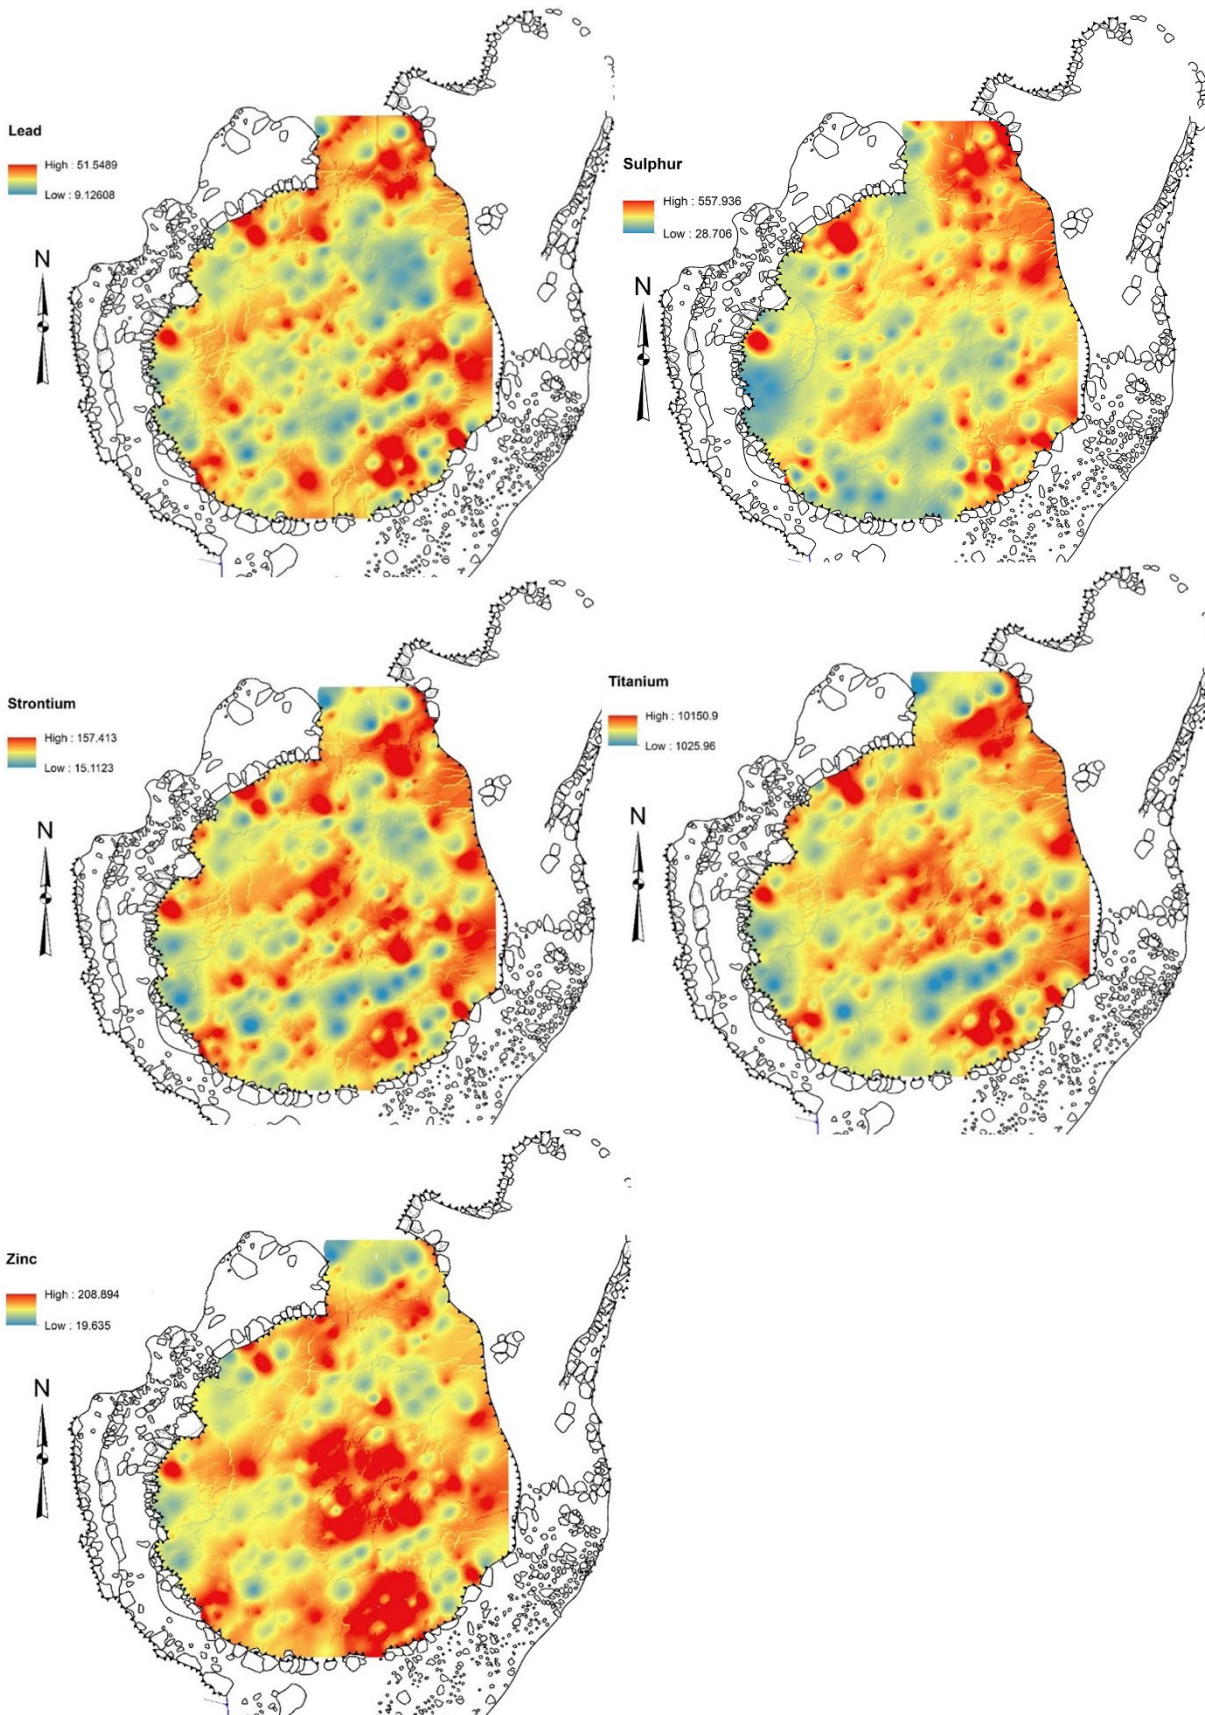 Lead
High : 51.5489
Low : 9.12608
N
Sulphur
High : 557.936
Low : 28.706
N
Strontium
High : 157.413
Low : 15.1123
N
Titanium
High : 10150.9
Low : 1025.96
N
Zinc
High : 208.894
Low : 19.635
N